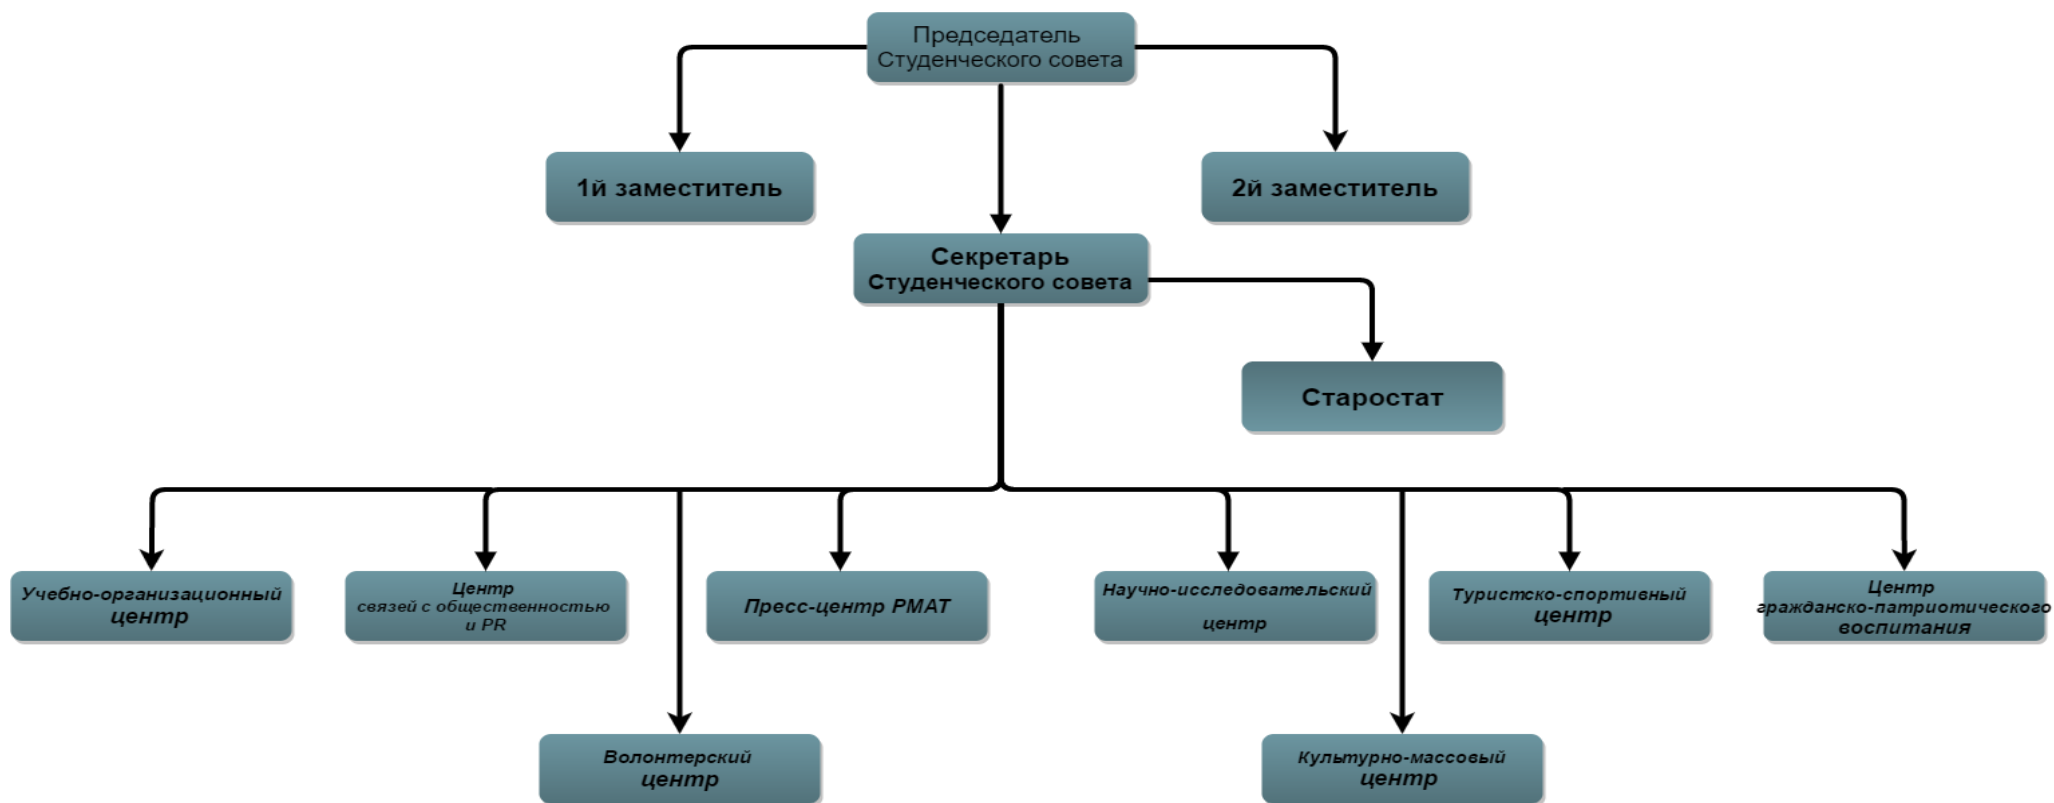 Председатель
Студенческого совета
1й заместитель
2й заместитель
Секретарь
Студенческого совета
Старостат
Учебно-организационный
центр
Центр
связей с общественностью
и PR
Пресс-центр РМАТ
Научно-исследовательский
центр
Туристско-спортивный
центр
Центр
гражданско-патриотического
воспитания
Волонтерский
центр
Культурно-массовый
центр